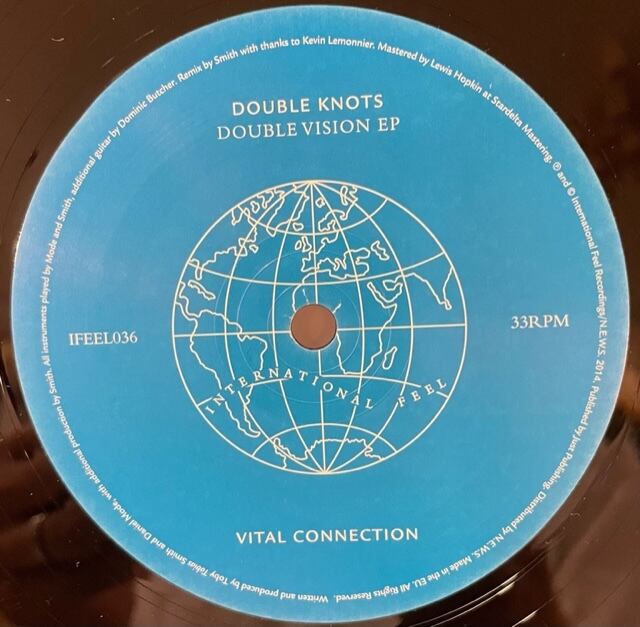 DOUBLE KNOTS
DOUBLE VISION EP
IFEEL036
33RPM
INTERNATIONAL FEEL
VITAL CONNECTION
Written and produced by Toby Tobias Smith and Daniel Mode, with additional production by Smith. All instruments played by Mode and Smith, additional guitar by Dominic Butcher. Remix by Smith with thanks to Kevin Lemonnier. Mastered by Lewis Hopkin at Stardelta Mastering. ℗ and © International Feel Recordings/N.E.W.S. 2014. Published by Just Publishing. Distributed by N.E.W.S. Made in the EU. All Rights Reserved.